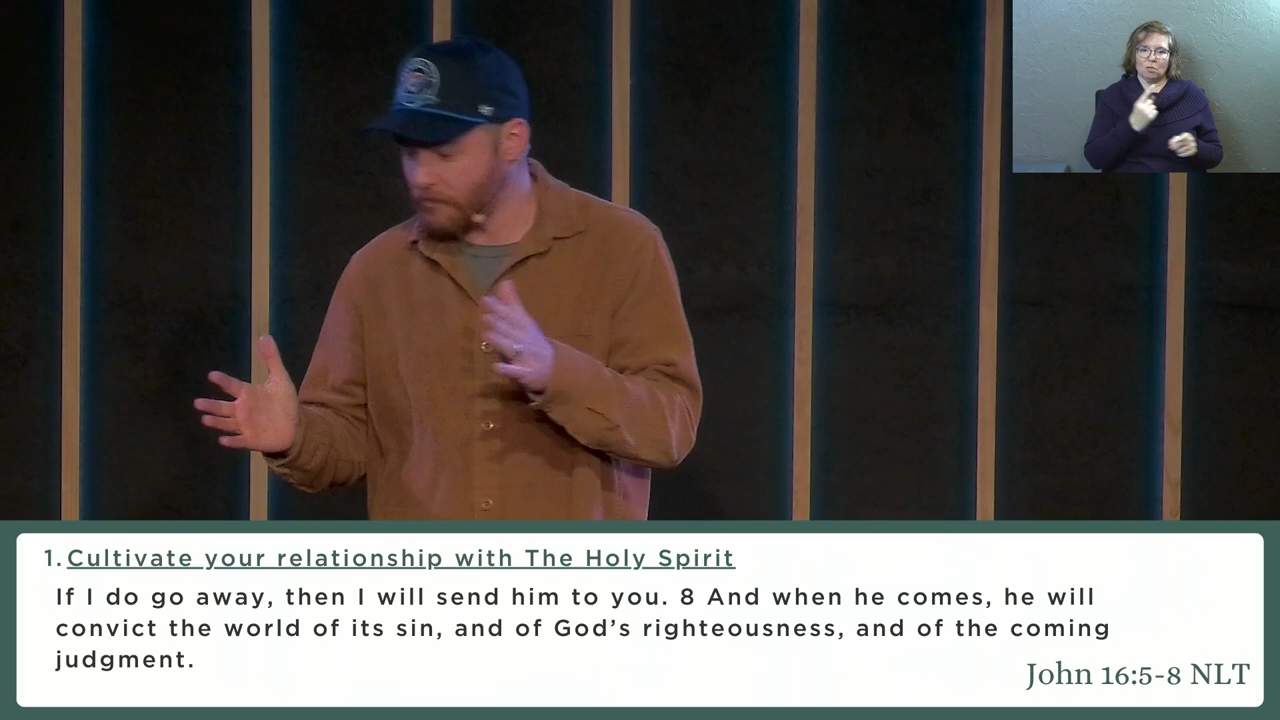 1. Cultivate your relationship with The Holy Spirit
If I do go away, then I will send him to you. 8 And when he comes, he will
convict the world of its sin, and of God's righteousness, and of the coming
judgment.
John 16:5-8 NLT